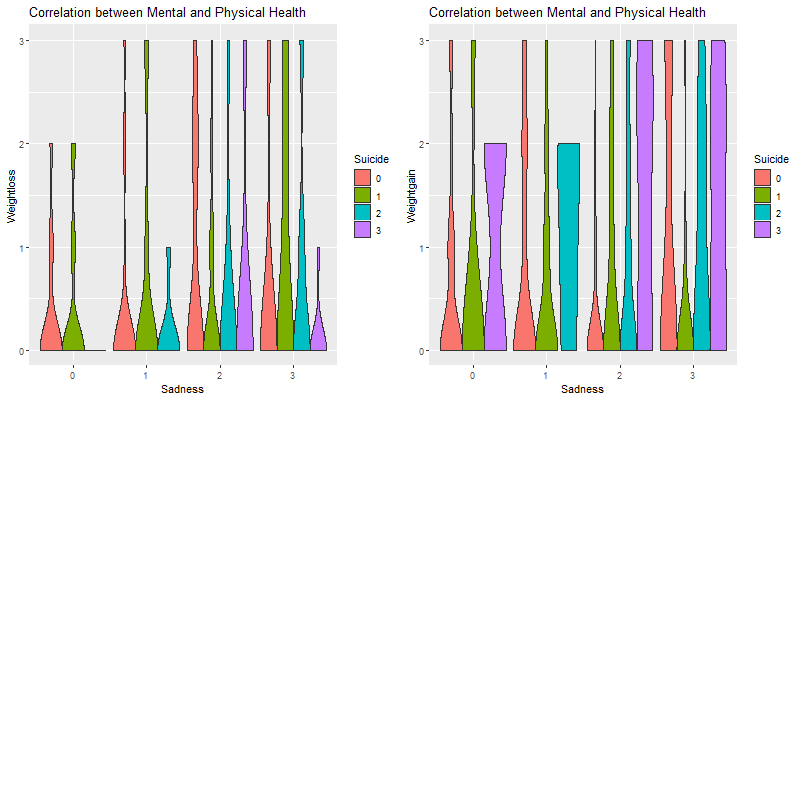 Correlation between Mental and Physical Health
3
2
1
0
Weightloss
0 1 2 3
Sadness
Suicide
0
1
2
3
Correlation between Mental and Physical Health
3
2
1
0
Weightgain
0 1 2 3
Sadness
Suicide
0
1
2
3